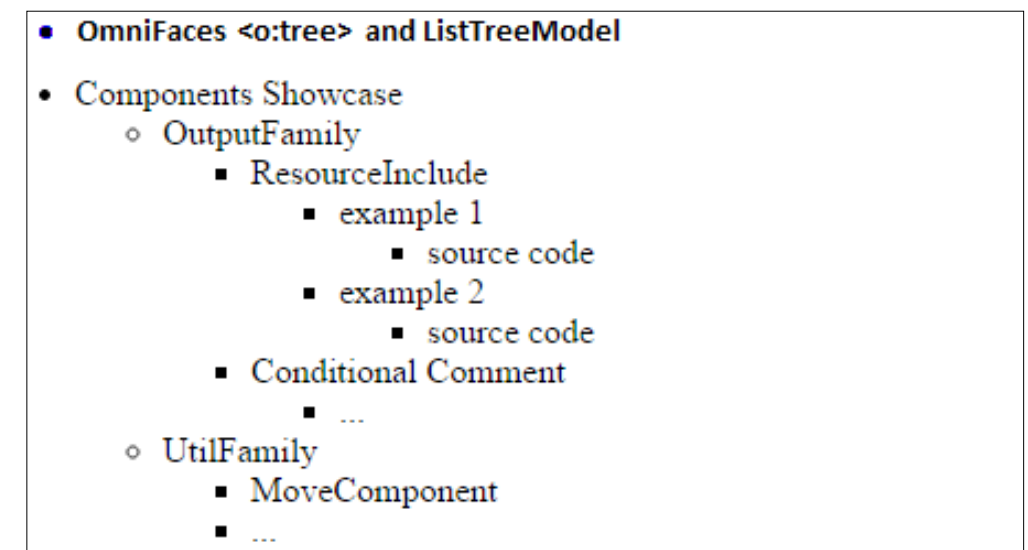 OmniFaces <o:tree> and ListTreeModel
Components Showcase
OutputFamily
ResourceInclude
example 1
source code
example 2
source code
Conditional Comment
...
UtilFamily
MoveComponent
...